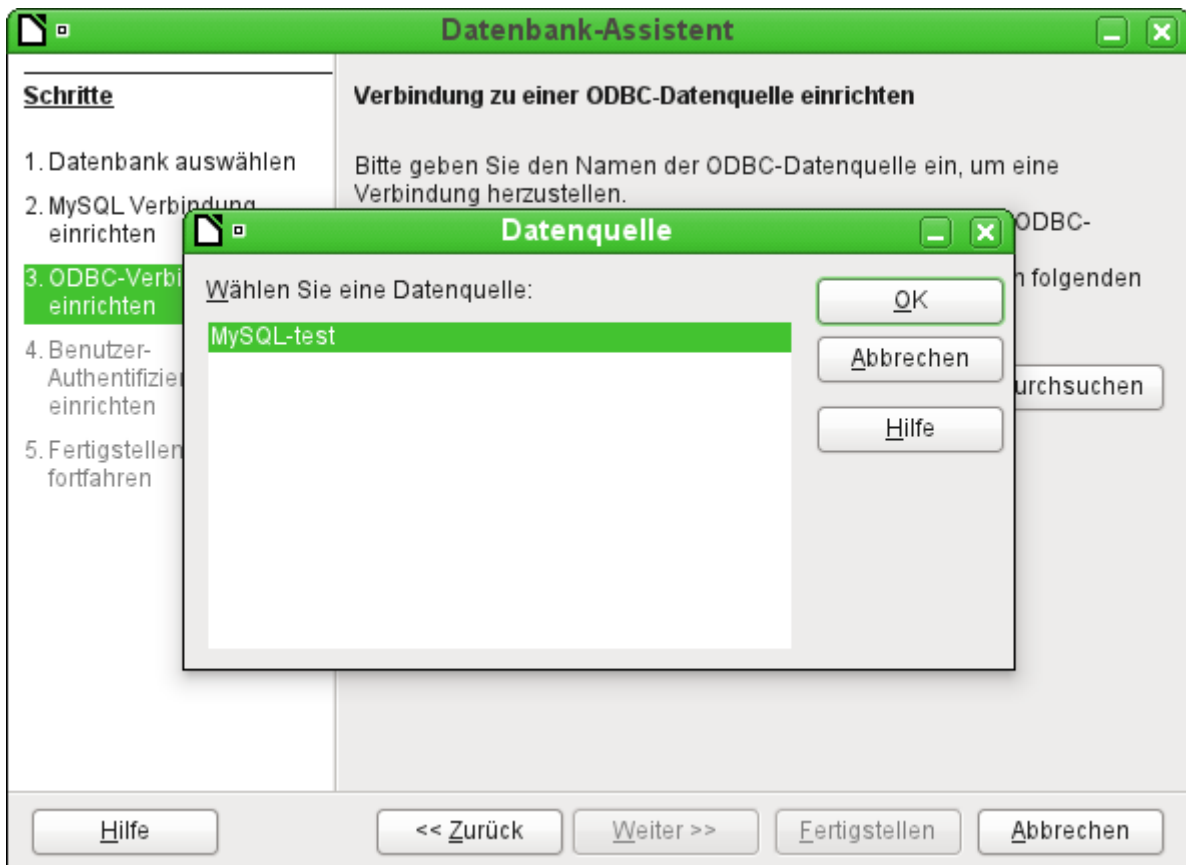 Datenbank-Assistent
Schritte
1. Datenbank auswählen
2. MySQL Verbindung
einrichten
3. ODBC-Verbi
einrichten
4. Benutzer-
Authentifizie
einrichten
5. Fertigstellen
fortfahren
Verbindung zu einer ODBC-Datenquelle einrichten
Bitte geben Sie den Namen der ODBC-Datenquelle ein, um eine
Verbindung herzustellen.
ODBC-
folgenden
urchsuchen
Datenquelle
Wählen Sie eine Datenquelle:
MySQL-test
OK
Abbrechen
Hilfe
Hilfe
<< Zurück
Weiter >>
Fertigstellen
Abbrechen